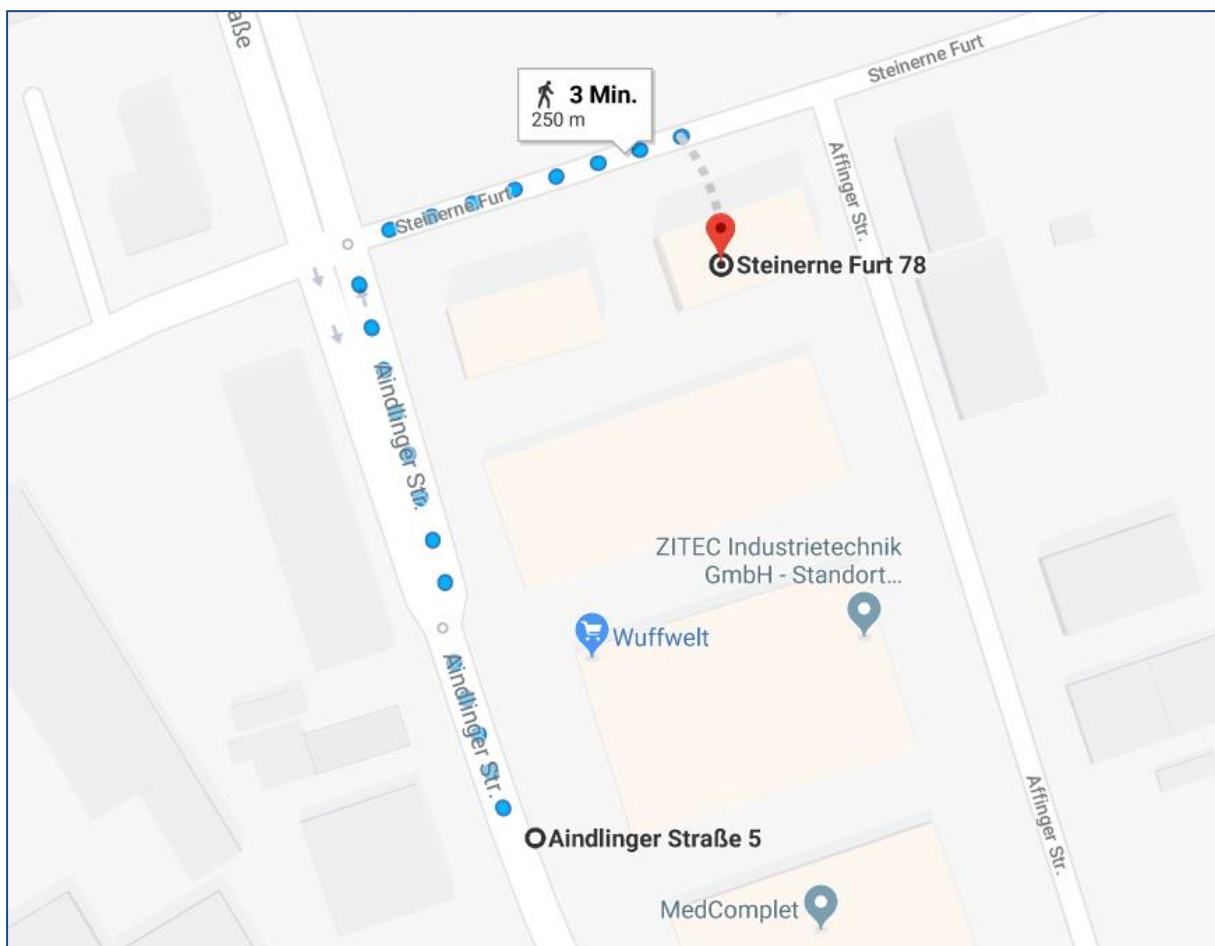 aße
Steinerne Furt
3 Min.
250 m
Affinger Str.
Steinerne Furt
Steinerne Furt 78
Aindlinger Str.
ZITEC Industrietechnik
GmbH - Standort...
Wuffwelt
Aindlinger Str.
Aindlinger Straße 5
Affinger Str.
MedComplet